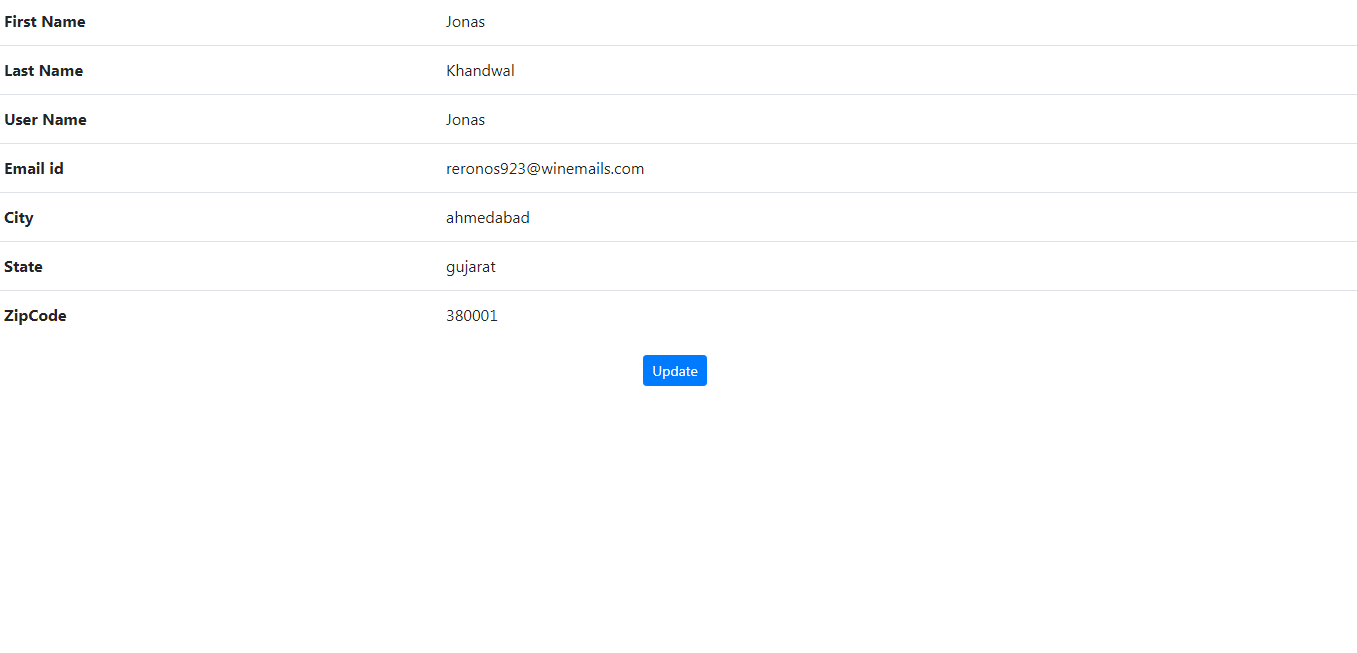 First Name Jonas
Last Name Khandwal
User Name Jonas
Email id reronos923@winemails.com
City ahmedabad
State gujarat
ZipCode 380001
Update